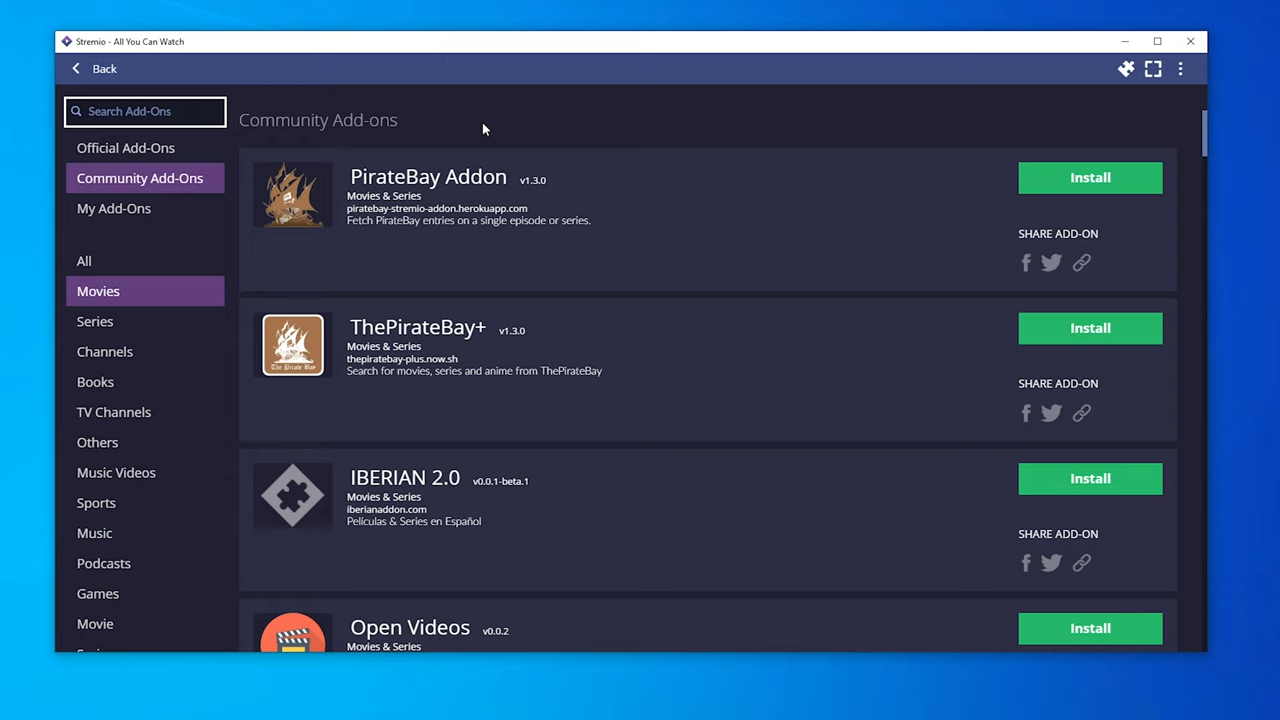 Stremio - All You Can Watch
Back
Search Add-Ons
Official Add-Ons
Community Add-Ons
My Add-Ons
All
Movies
Series
Channels
Books
TV Channels
Others
Music Videos
Sports
Music
Podcasts
Games
Movie
Community Add-ons
PirateBay Addon v1.3.0
Movies & Series
piratebay-stremio-addon.herokuapp.com
Fetch PirateBay entries on a single episode or series.
Install
SHARE ADD-ON
The Pirate Bay
ThePirateBay+ v1.3.0
Movies & Series
thepiratebay-plus.now.sh
Search for movies, series and anime from ThePirateBay
Install
SHARE ADD-ON
IBERIAN 2.0 v0.0.1-beta.1
Movies & Series
iberianaddon.com
Películas & Series en Español
Install
SHARE ADD-ON
Open Videos v0.0.2
Movies & Series
Install